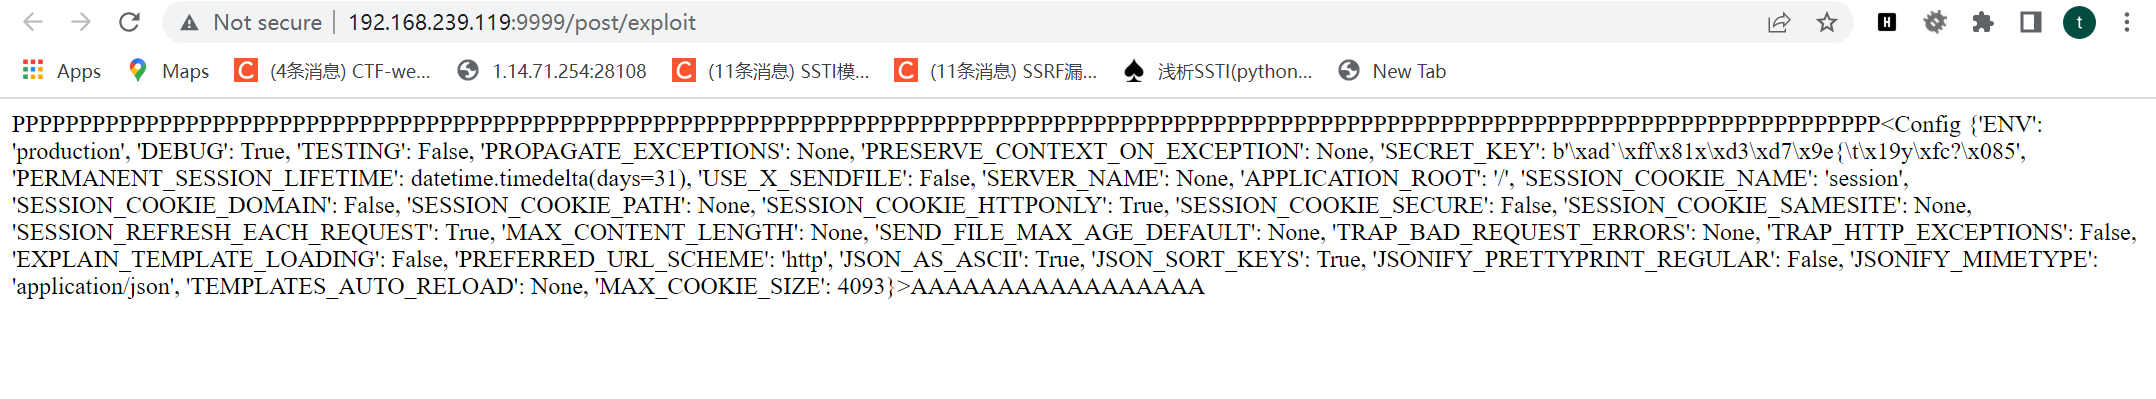 Not secure | 192.168.239.119:9999/post/exploit
H
t
Apps Maps C (4条消息) CTF-we... 1.14.71.254:28108 C (11条消息) SSTI模... C (11条消息) SSRF漏... 浅析SSTI(python... New Tab
PPPPPPPPPPPPPPPPPPPPPPPPPPPPPPPPPPPPPPPPPPPPPPPPPPPPPPPPPPPPPPPPPPPPPPPPPPPPPPPPPPPPPPPPPPPPPPPPPPPPPPPPPPPPPPPPPPPPPPPPPPPPPPPPPPPPPPPPPPPP<Config {'ENV':
'production', 'DEBUG': True, 'TESTING': False, 'PROPAGATE_EXCEPTIONS': None, 'PRESERVE_CONTEXT_ON_EXCEPTION': None, 'SECRET_KEY': b'\xad`\xff\x81x\xd3\xd7\x9e{\t\x19y\xfc?\x085',
'PERMANENT_SESSION_LIFETIME': datetime.timedelta(days=31), 'USE_X_SENDFILE': False, 'SERVER_NAME': None, 'APPLICATION_ROOT': '/', 'SESSION_COOKIE_NAME': 'session',
'SESSION_COOKIE_DOMAIN': False, 'SESSION_COOKIE_PATH': None, 'SESSION_COOKIE_HTTPONLY': True, 'SESSION_COOKIE_SECURE': False, 'SESSION_COOKIE_SAMESITE': None,
'SESSION_REFRESH_EACH_REQUEST': True, 'MAX_CONTENT_LENGTH': None, 'SEND_FILE_MAX_AGE_DEFAULT': None, 'TRAP_BAD_REQUEST_ERRORS': None, 'TRAP_HTTP_EXCEPTIONS': False,
'EXPLAIN_TEMPLATE_LOADING': False, 'PREFERRED_URL_SCHEME': 'http', 'JSON_AS_ASCII': True, 'JSON_SORT_KEYS': True, 'JSONIFY_PRETTYPRINT_REGULAR': False, 'JSONIFY_MIMETYPE':
'application/json', 'TEMPLATES_AUTO_RELOAD': None, 'MAX_COOKIE_SIZE': 4093}>AAAAAAAAAAAAAAAAA